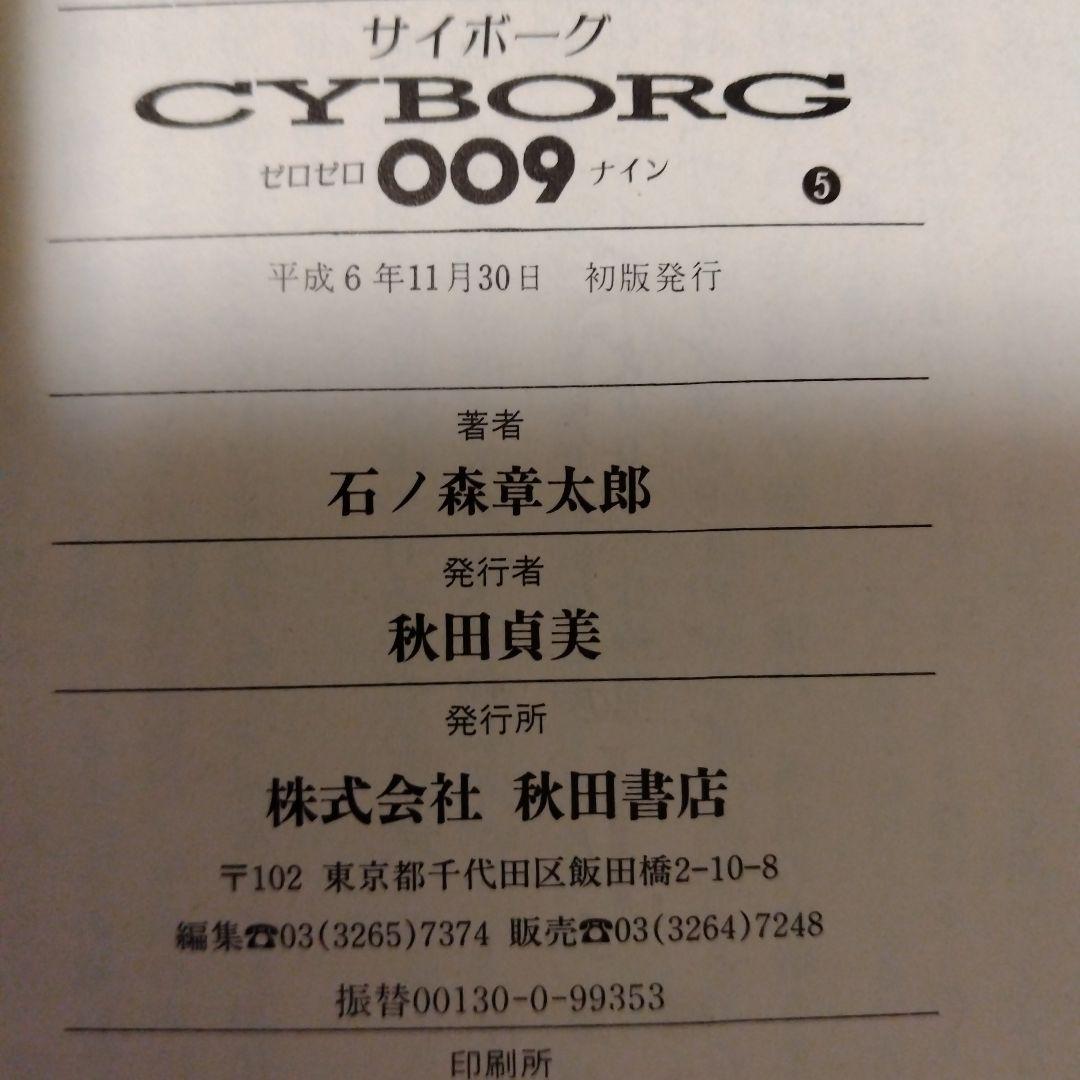 サイボーグ
CYBORG
ゼロゼロ 009 ナイン ❺
平成6年11月30日 初版発行
著者
石ノ森章太郎
発行者
秋田貞美
発行所
株式会社 秋田書店
〒102 東京都千代田区飯田橋2-10-8
編集☎03(3265)7374 販売☎03(3264)7248
振替00130-0-99353
印刷所